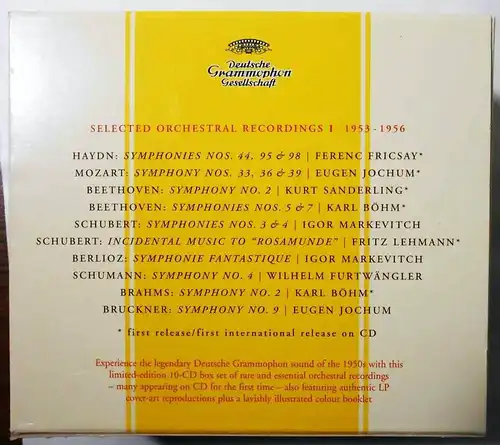 Deutsche
Grammophon
Gesellschaft
SELECTED ORCHESTRAL RECORDINGS I 1953-1956
HAYDN: SYMPHONIES NOS. 44, 95 & 98 | FERENC FRICSAY*
MOZART: SYMPHONY NOS. 33, 36 & 39 | EUGEN JOCHUM*
BEETHOVEN: SYMPHONY NO. 2 | KURT SANDERLING*
BEETHOVEN: SYMPHONIES NOS. 5 & 7 | KARL BÖHM*
SCHUBERT: SYMPHONIES NOS. 3 & 4 | IGOR MARKEVITCH
SCHUBERT: INCIDENTAL MUSIC TO "ROSAMUNDE" | FRITZ LEHMANN*
BERLIOZ: SYMPHONIE FANTASTIQUE | IGOR MARKEVITCH
SCHUMANN: SYMPHONY NO. 4 | WILHELM FURTWÄNGLER
BRAHMS: SYMPHONY NO. 2 | KARL BÖHM*
BRUCKNER: SYMPHONY NO. 9 | EUGEN JOCHUM
* first release/first international release on CD
Experience the legendary Deutsche Grammophon sound of the 1950s with this
limited-edition 10-CD box set of rare and essential orchestral recordings
– many appearing on CD for the first time – also featuring authentic LP
cover-art reproductions plus a lavishly illustrated colour booklet